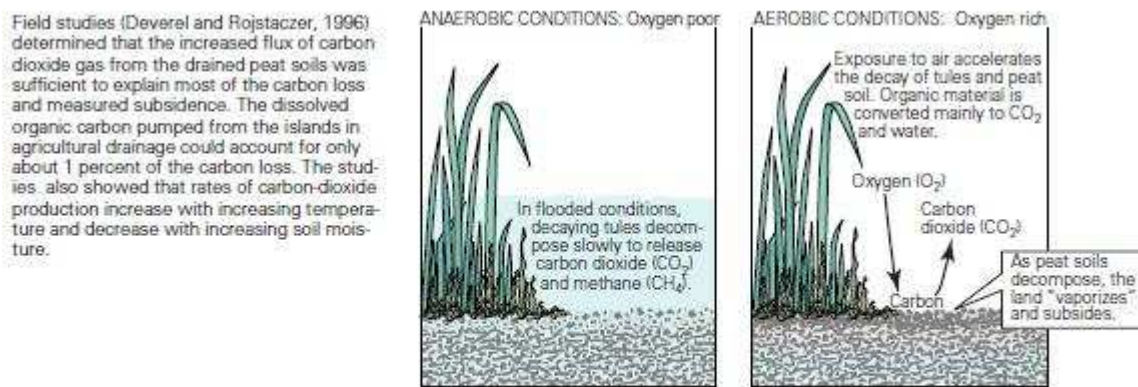 Field studies (Deverel and Rojstaczer, 1996)
determined that the increased flux of carbon
dioxide gas from the drained peat soils was
sufficient to explain most of the carbon loss
and measured subsidence. The dissolved
organic carbon pumped from the islands in
agricultural drainage could account for only
about 1 percent of the carbon loss. The stud-
ies also showed that rates of carbon-dioxide
production increase with increasing tempera-
ture and decrease with increasing soil mois-
ture.
ANAEROBIC CONDITIONS: Oxygen poor
In flooded conditions,
decaying tules decom-
pose slowly to release
carbon dioxide (CO2)
and methane (CH4).
AEROBIC CONDITIONS: Oxygen rich
Exposure to air accelerates
the decay of tules and peat
soil. Organic material is
converted mainly to CO2
and water.
Oxygen (O2)
Carbon
dioxide (CO2)
Carbon
As peat soils
decompose, the
land "vaporizes"
and subsides.